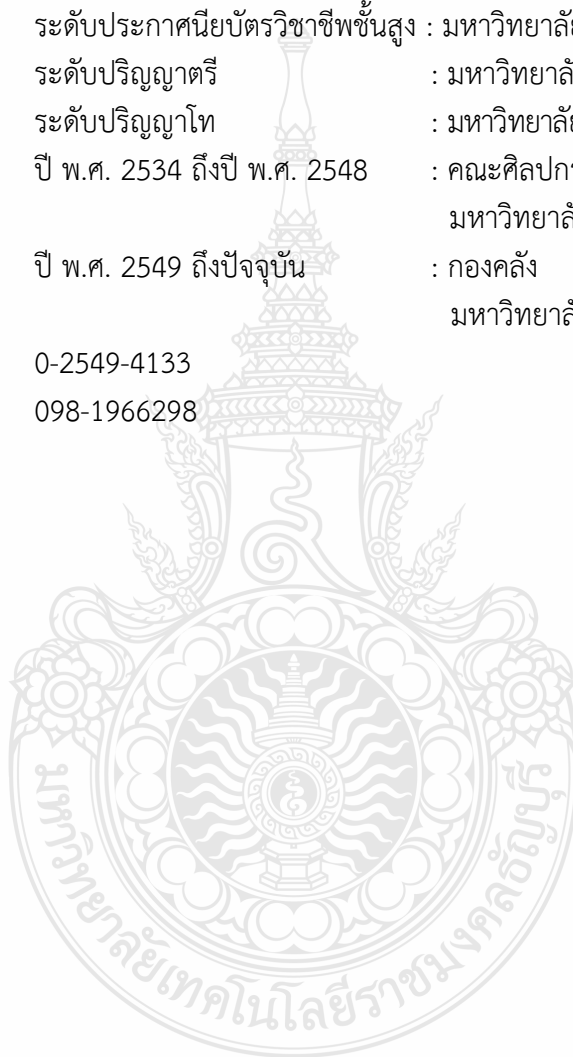 ระดับประกาศนียบัตรวิชาชีพชั้นสูง : มหาวิทยาลัย
ระดับปริญญาตรี : มหาวิทยาลั
ระดับปริญญาโท : มหาวิทยาลัย
ปี พ.ศ. 2534 ถึงปี พ.ศ. 2548 : คณะศิลปกร
มหาวิทยาลั
ปี พ.ศ. 2549 ถึงปัจจุบัน : กองคลัง
มหาวิทยาลั
0-2549-4133
098-1966298
มหาวิทยาลัยเทคโนโลยีราชมงคลธัญบุรี